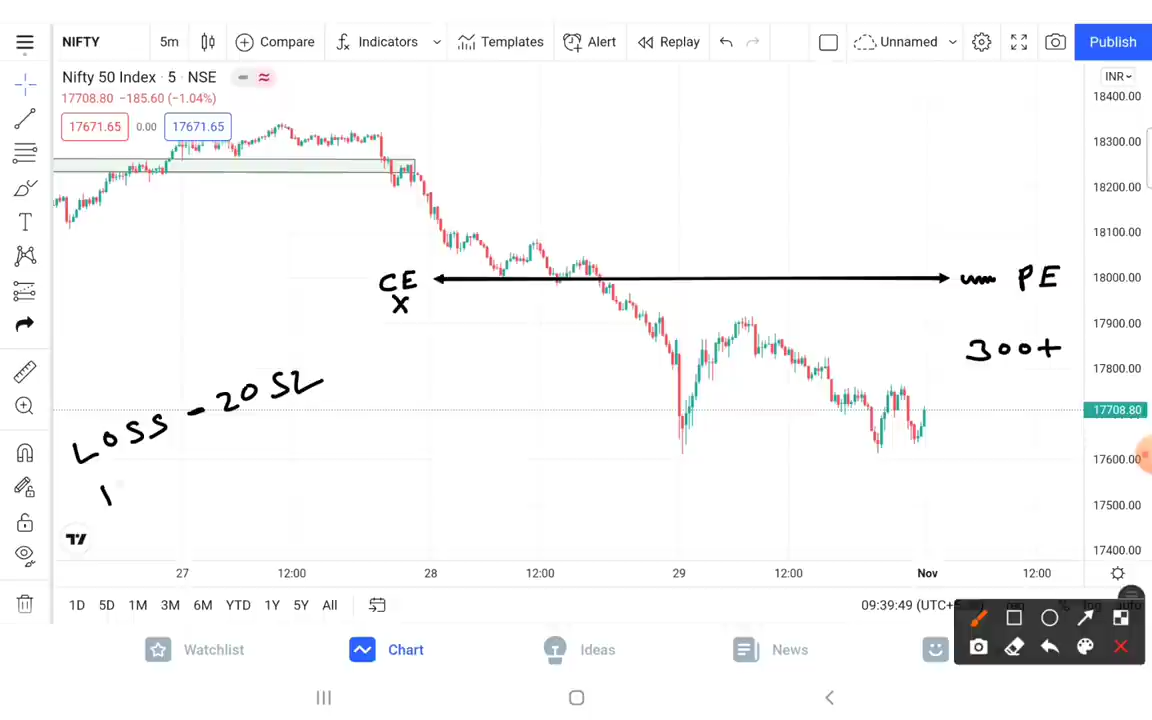 NIFTY 5m Compare Indicators Templates Alert Replay Unnamed Publish
Nifty 50 Index · 5 · NSE
INR
17708.80 −185.60 (−1.04%)
17671.65 0.00 17671.65
18400.00
18300.00
18200.00
18100.00
18000.00
17900.00
17800.00
17708.80
17600.00
17500.00
17400.00
CE
X
PE
300+
LOSS - 20 SL
TV
27 12:00 28 12:00 29 12:00 Nov 12:00
1D 5D 1M 3M 6M YTD 1Y 5Y All
09:39:49 (UTC+5
% log auto
Watchlist Chart Ideas News